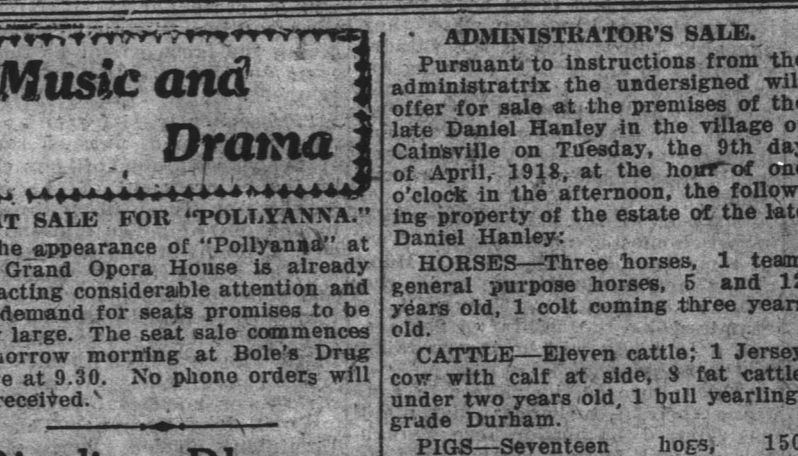 Music and
Drama
AT SALE FOR "POLLYANNA."
he appearance of "Pollyanna" at
Grand Opera House is already
acting considerable attention and
demand for seats promises to be
large. The seat sale commences
orrow morning at Bole's Drug
e at 9.30. No phone orders will
received.
ADMINISTRATOR'S SALE.
Pursuant to instructions from the
administratrix the undersigned wil
offer for sale at the premises of the
late Daniel Hanley in the village o
Cainsville on Tuesday, the 9th day
of April, 1918, at the hour of one
o'clock in the afternoon, the follow
ing property of the estate of the late
Daniel Hanley:
HORSES—Three horses, 1 team
general purpose horses, 5 and 12
years old, 1 colt coming three years
old.
CATTLE—Eleven cattle; 1 Jersey
cow with calf at side, 8 fat cattle
under two years old, 1 bull yearling
grade Durham.
PIGS—Seventeen hogs, 150